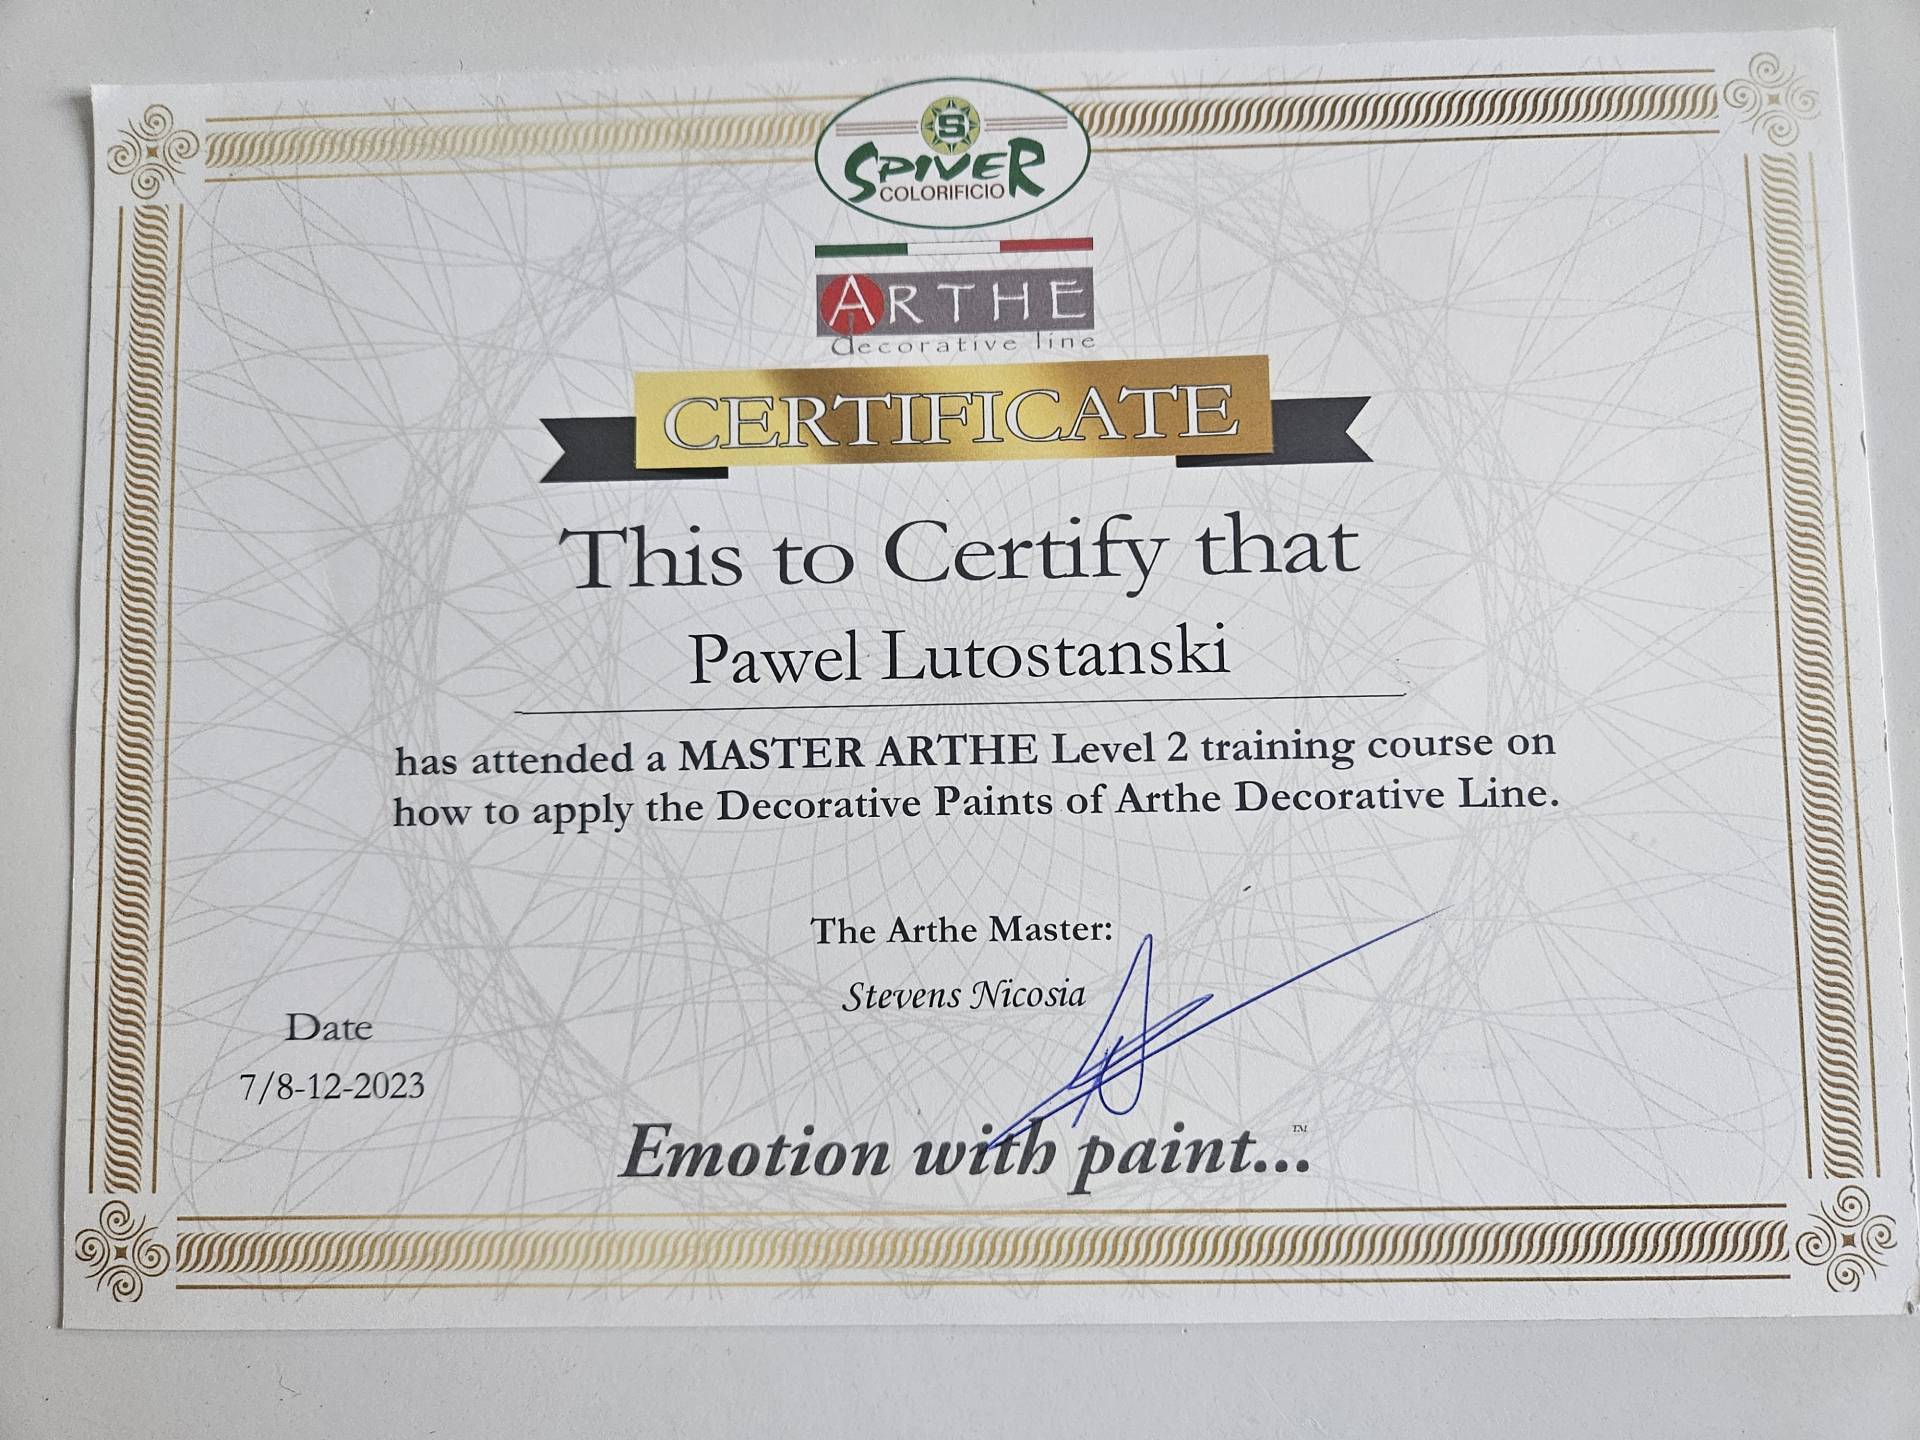 S
SPIVER
COLORIFICIO
ARTHE
decorative line
CERTIFICATE
This to Certify that
Pawel Lutostanski
has attended a MASTER ARTHE Level 2 training course on
how to apply the Decorative Paints of Arthe Decorative Line.
The Arthe Master:
Stevens Nicosia
Date
7/8-12-2023
Emotion with paint...™